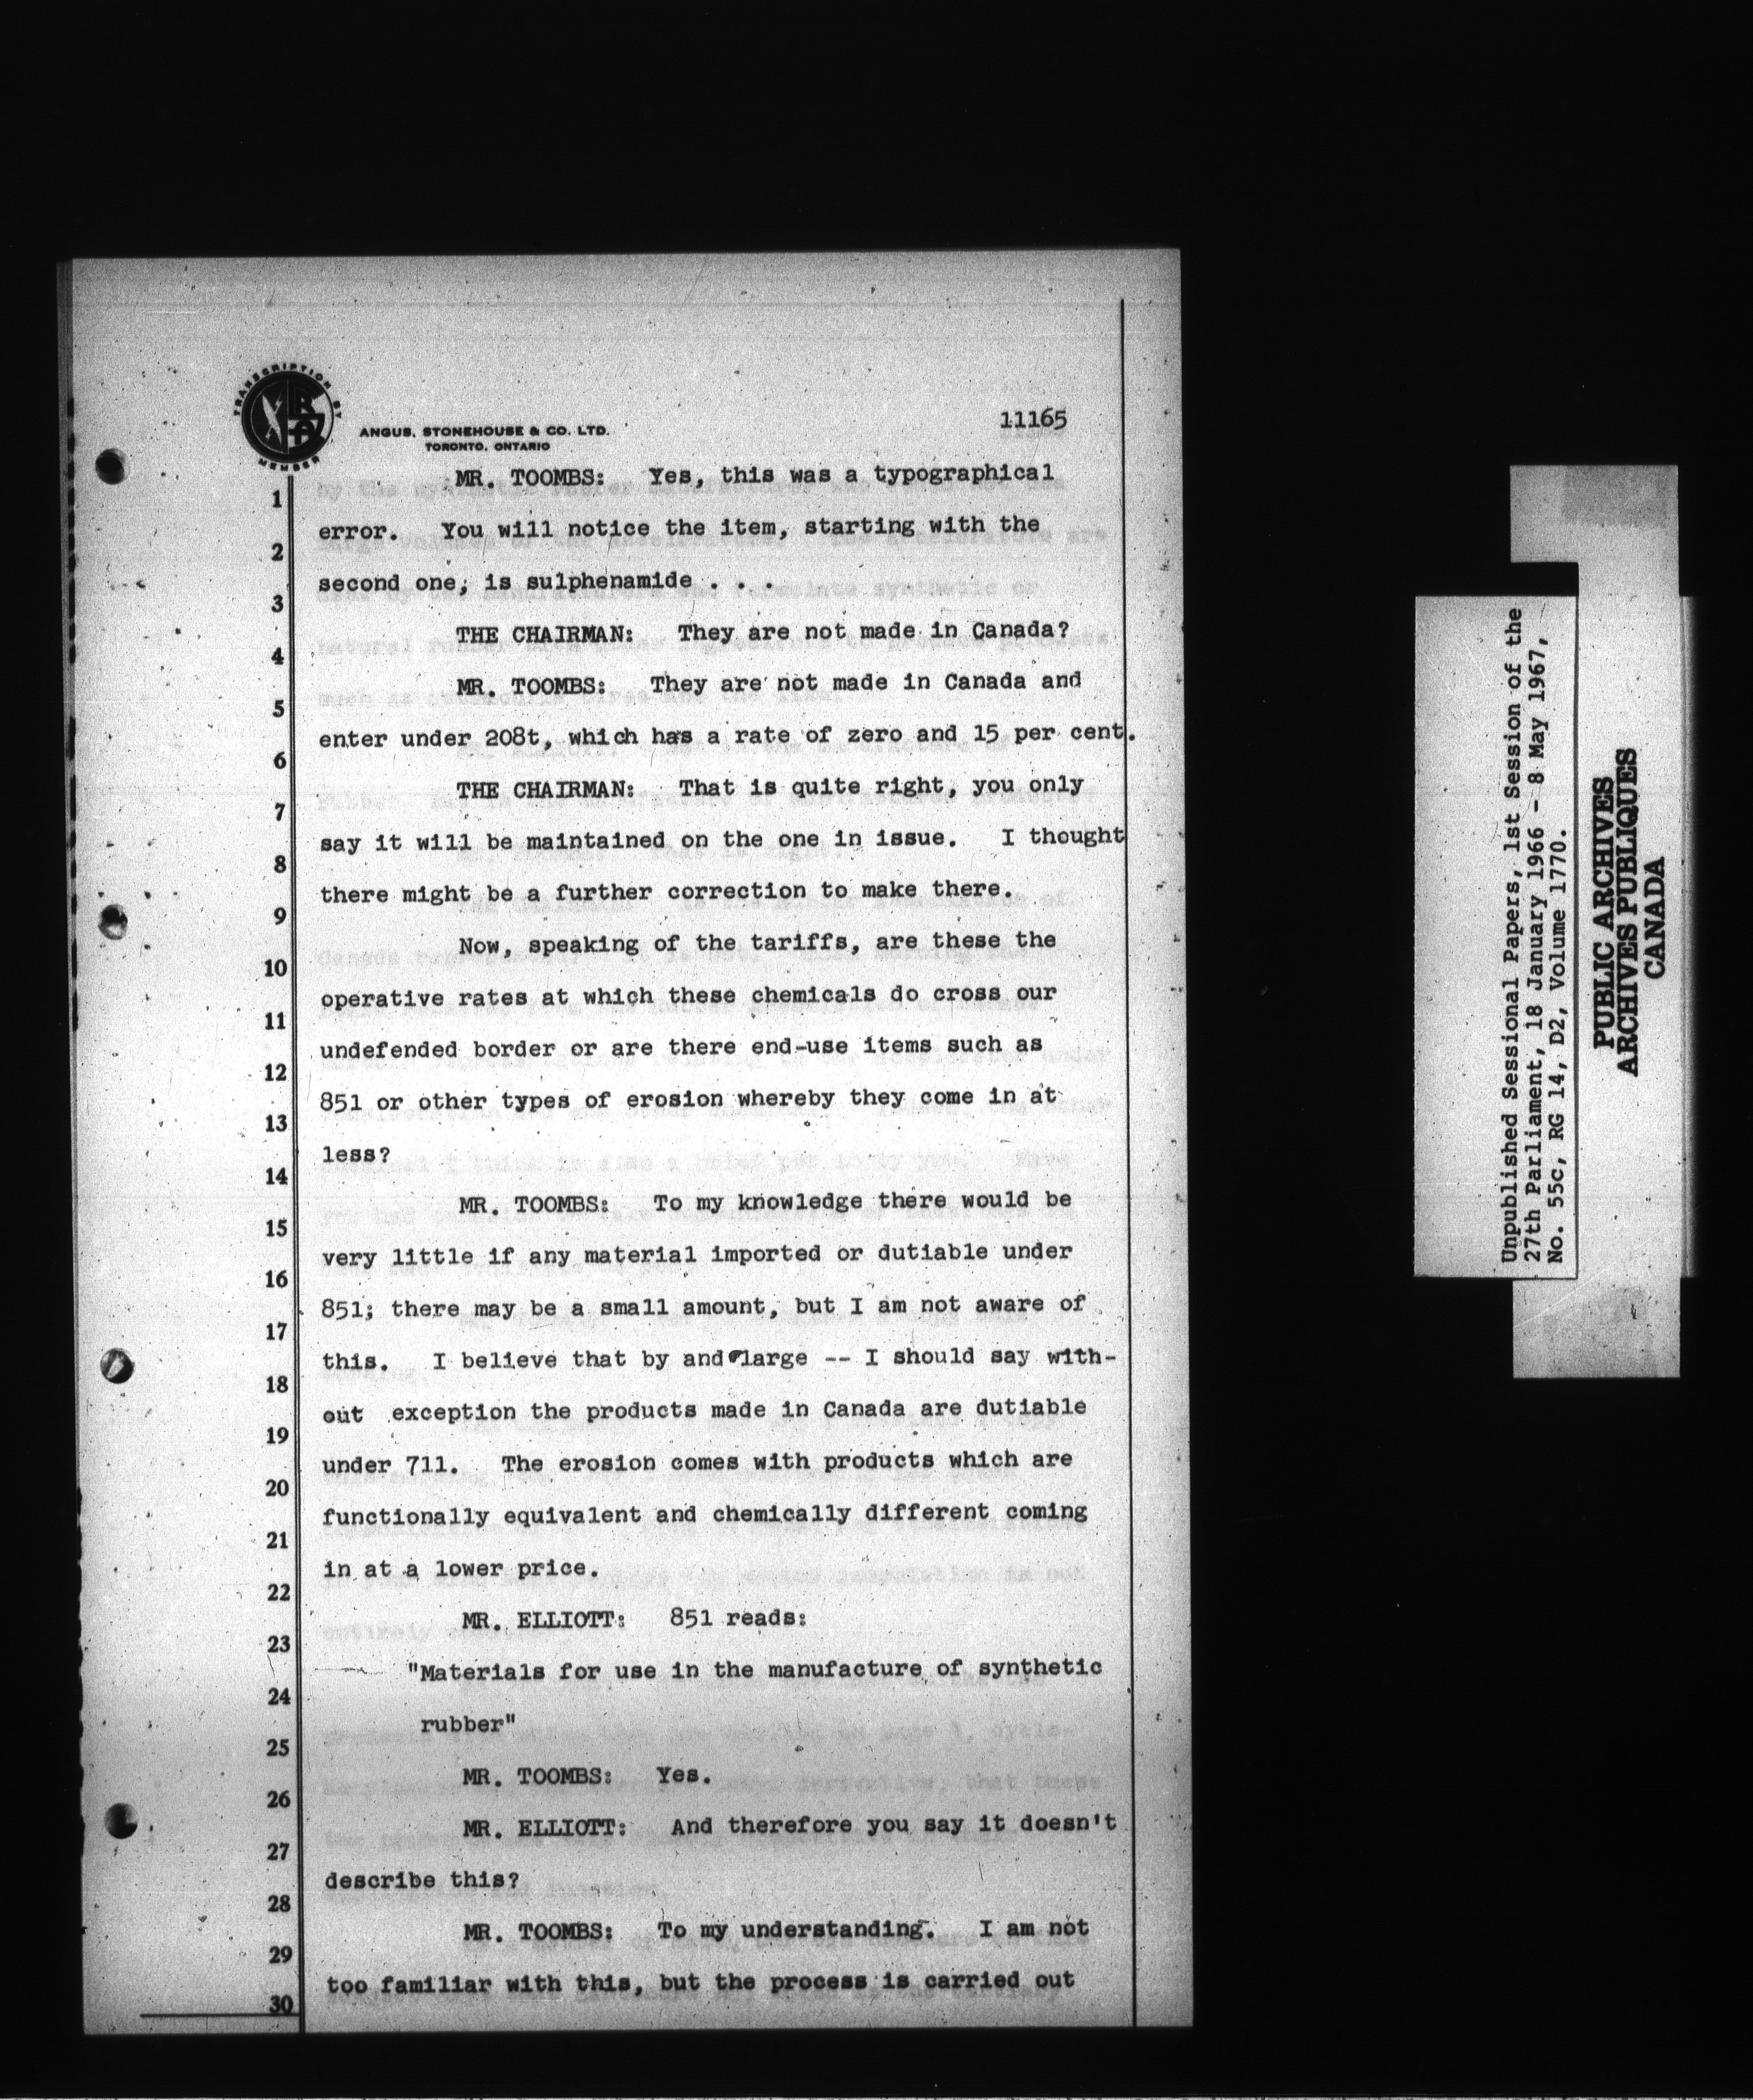 TRANSCRIPTION BY
MEMBER
ANGUS, STONEHOUSE & CO. LTD.
TORONTO, ONTARIO
11165
MR. TOOMBS: Yes, this was a typographical
1
error. You will notice the item, starting with the
2
second one, is sulphenamide . . .
3
THE CHAIRMAN: They are not made in Canada?
4
MR. TOOMBS: They are not made in Canada and
5
enter under 208t, which has a rate of zero and 15 per cent.
6
THE CHAIRMAN: That is quite right, you only
7
say it will be maintained on the one in issue. I thought
8
there might be a further correction to make there.
9
Now, speaking of the tariffs, are these the
10
operative rates at which these chemicals do cross our
11
undefended border or are there end-use items such as
12
851 or other types of erosion whereby they come in at
13
less?
14
MR. TOOMBS: To my knowledge there would be
15
very little if any material imported or dutiable under
16
851; there may be a small amount, but I am not aware of
17
this. I believe that by and large -- I should say with-
18
out exception the products made in Canada are dutiable
19
under 711. The erosion comes with products which are
20
functionally equivalent and chemically different coming
21
in at a lower price.
22
MR. ELLIOTT: 851 reads:
23
"Materials for use in the manufacture of synthetic
24
rubber"
25
MR. TOOMBS: Yes.
26
MR. ELLIOTT: And therefore you say it doesn't
27
describe this?
28
MR. TOOMBS: To my understanding. I am not
29
too familiar with this, but the process is carried out
30
Unpublished Sessional Papers, 1st Session of the
27th Parliament, 18 January 1966 - 8 May 1967,
No. 55c, RG 14, D2, Volume 1770.
PUBLIC ARCHIVES
ARCHIVES PUBLIQUES
CANADA